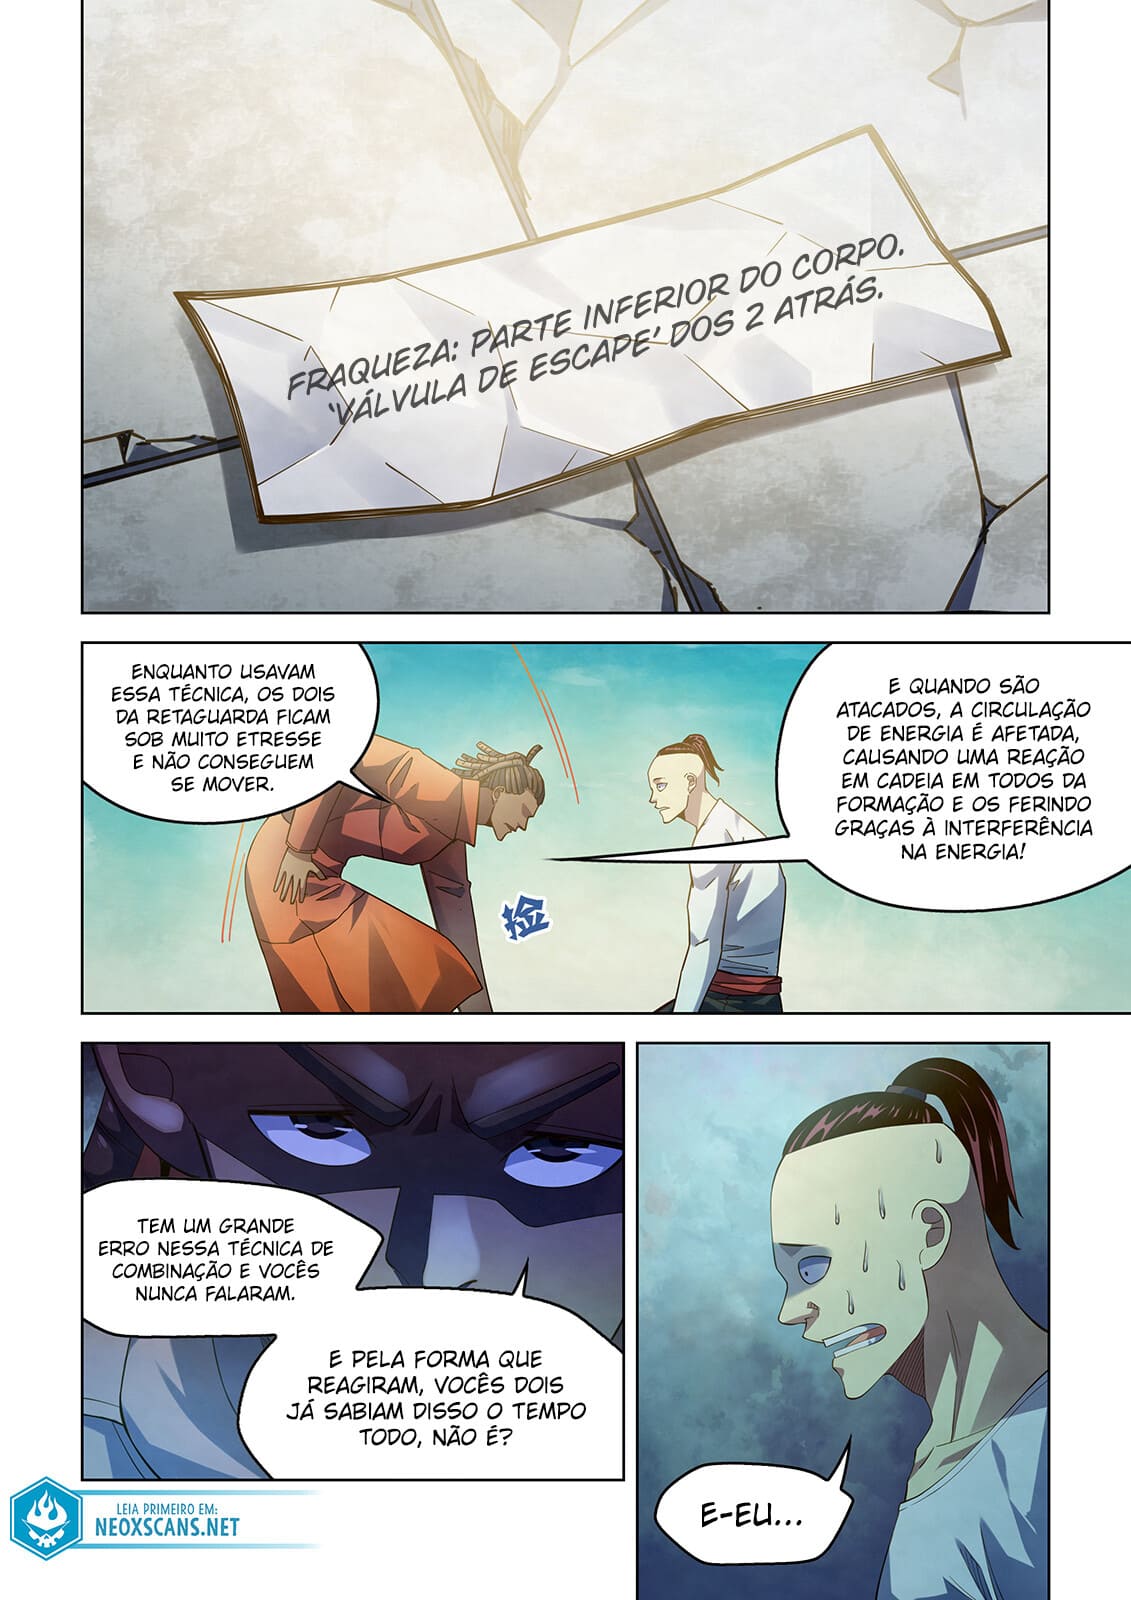 FRAQUEZA: PARTE INFERIOR DO CORPO.
'VÁLVULA DE ESCAPE' DOS 2 ATRÁS.
ENQUANTO USAVAM
ESSA TÉCNICA, OS DOIS
DA RETAGUARDA FICAM
SOB MUITO ETRESSE
E NÃO CONSEGUEM
SE MOVER.
E QUANDO SÃO
ATACADOS, A CIRCULAÇÃO
DE ENERGIA É AFETADA,
CAUSANDO UMA REAÇÃO
EM CADEIA EM TODOS DA
FORMAÇÃO E OS FERINDO
GRAÇAS À INTERFERÊNCIA
NA ENERGIA!
捡
TEM UM GRANDE
ERRO NESSA TÉCNICA DE
COMBINAÇÃO E VOCÊS
NUNCA FALARAM.
E PELA FORMA QUE
REAGIRAM, VOCÊS DOIS
JÁ SABIAM DISSO O TEMPO
TODO, NÃO É?
E-EU...
LEIA PRIMEIRO EM:
NEOXSCANS.NET